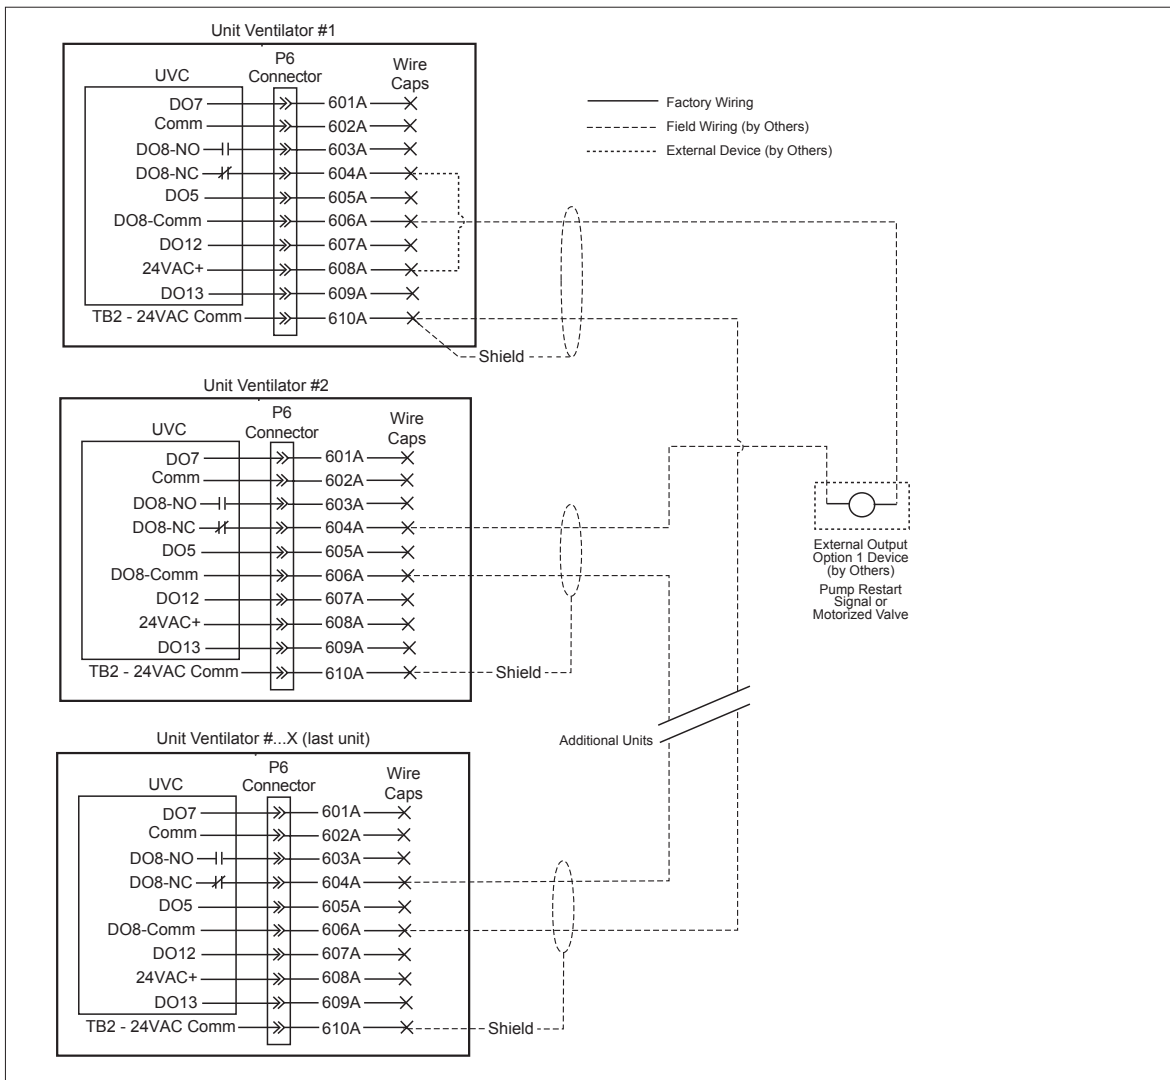 Unit Ventilator #1
P6
Connector
Wire
Caps
UVC
DO7
601A
Comm
602A
DO8-NO
603A
DO8-NC
604A
DO5
605A
DO8-Comm
606A
DO12
607A
24VAC+
608A
DO13
609A
TB2 - 24VAC Comm
610A
Shield
Factory Wiring
Field Wiring (by Others)
External Device (by Others)
Unit Ventilator #2
P6
Connector
Wire
Caps
UVC
DO7
601A
Comm
602A
DO8-NO
603A
DO8-NC
604A
DO5
605A
DO8-Comm
606A
DO12
607A
24VAC+
608A
DO13
609A
TB2 - 24VAC Comm
610A
Shield
External Output
Option 1 Device
(by Others)
Pump Restart
Signal or
Motorized Valve
Additional Units
Unit Ventilator #...X (last unit)
P6
Connector
Wire
Caps
UVC
DO7
601A
Comm
602A
DO8-NO
603A
DO8-NC
604A
DO5
605A
DO8-Comm
606A
DO12
607A
24VAC+
608A
DO13
609A
TB2 - 24VAC Comm
610A
Shield